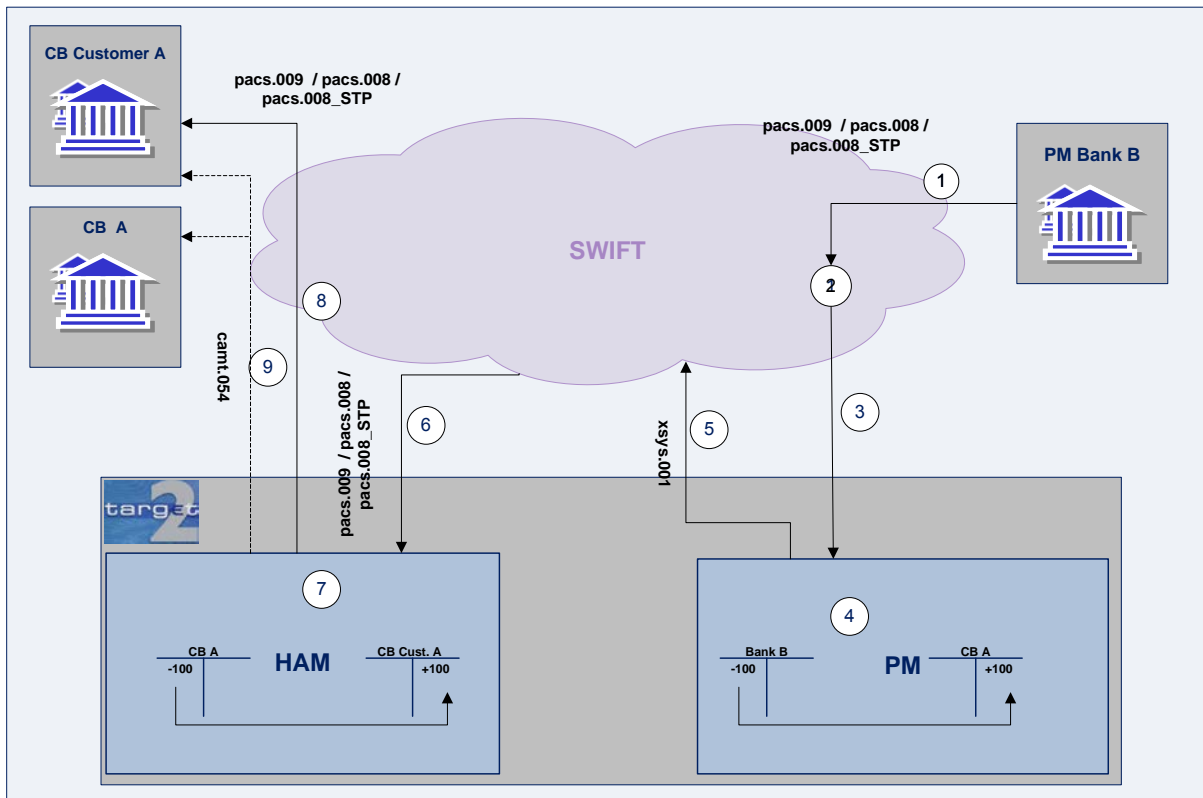 CB Customer A
pacs.009 / pacs.008 /
pacs.008_STP
pacs.009 / pacs.008 /
pacs.008_STP
PM Bank B
1
CB A
SWIFT
2
8
camt.054
9
pacs.009 / pacs.008 /
pacs.008_STP
6
xsys.001
5
3
target
2
7
4
CB A
-100
HAM
CB Cust. A
+100
Bank B
-100
PM
CB A
+100